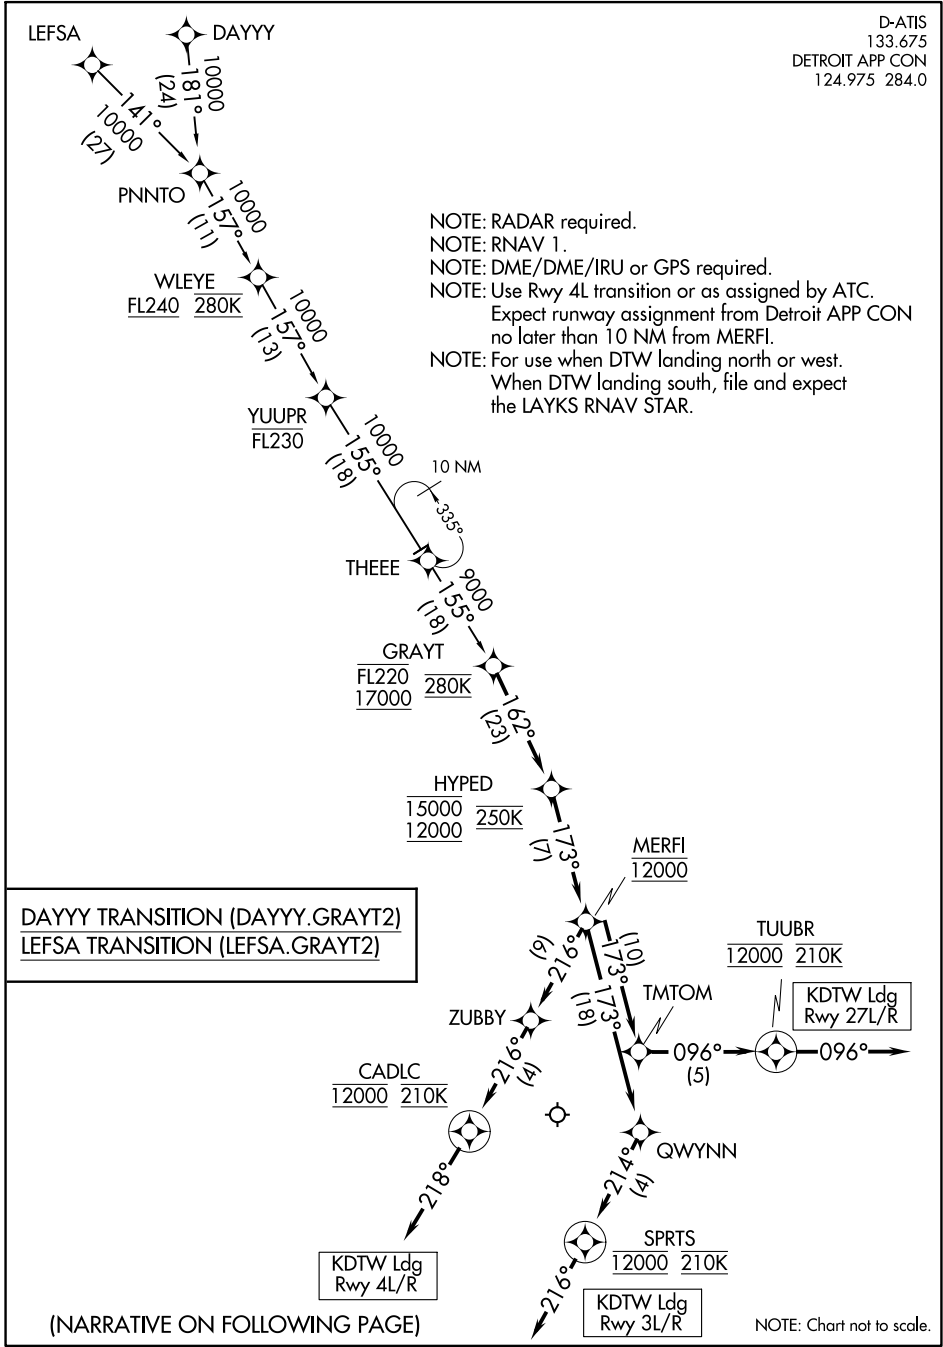 LEFSA
DAYYY
D-ATIS
133.675
DETROIT APP CON
124.975 284.0
10000
181°
(24)
141°
10000
(27)
PNNTO
10000
157°
(11)
NOTE: RADAR required.
NOTE: RNAV 1.
NOTE: DME/DME/IRU or GPS required.
NOTE: Use Rwy 4L transition or as assigned by ATC.
Expect runway assignment from Detroit APP CON
no later than 10 NM from MERFI.
NOTE: For use when DTW landing north or west.
When DTW landing south, file and expect
the LAYKS RNAV STAR.
WLEYE
FL240 280K
10000
157°
(13)
YUUPR
FL230
10000
155°
(18)
10 NM
335°
THEEE
9000
155°
(18)
GRAYT
FL220
17000
280K
162°
(23)
HYPED
15000
12000
250K
173°
(7)
MERFI
12000
DAYYY TRANSITION (DAYYY.GRAYT2)
LEFSA TRANSITION (LEFSA.GRAYT2)
(9)
216°
(10)
173°
173°
(18)
TUUBR
12000 210K
KDTW Ldg
Rwy 27L/R
TMTOM
096°
(5)
096°
ZUBBY
216°
(4)
CADLC
12000 210K
218°
QWYNN
214°
(4)
SPRTS
12000 210K
216°
KDTW Ldg
Rwy 4L/R
KDTW Ldg
Rwy 3L/R
(NARRATIVE ON FOLLOWING PAGE)
NOTE: Chart not to scale.